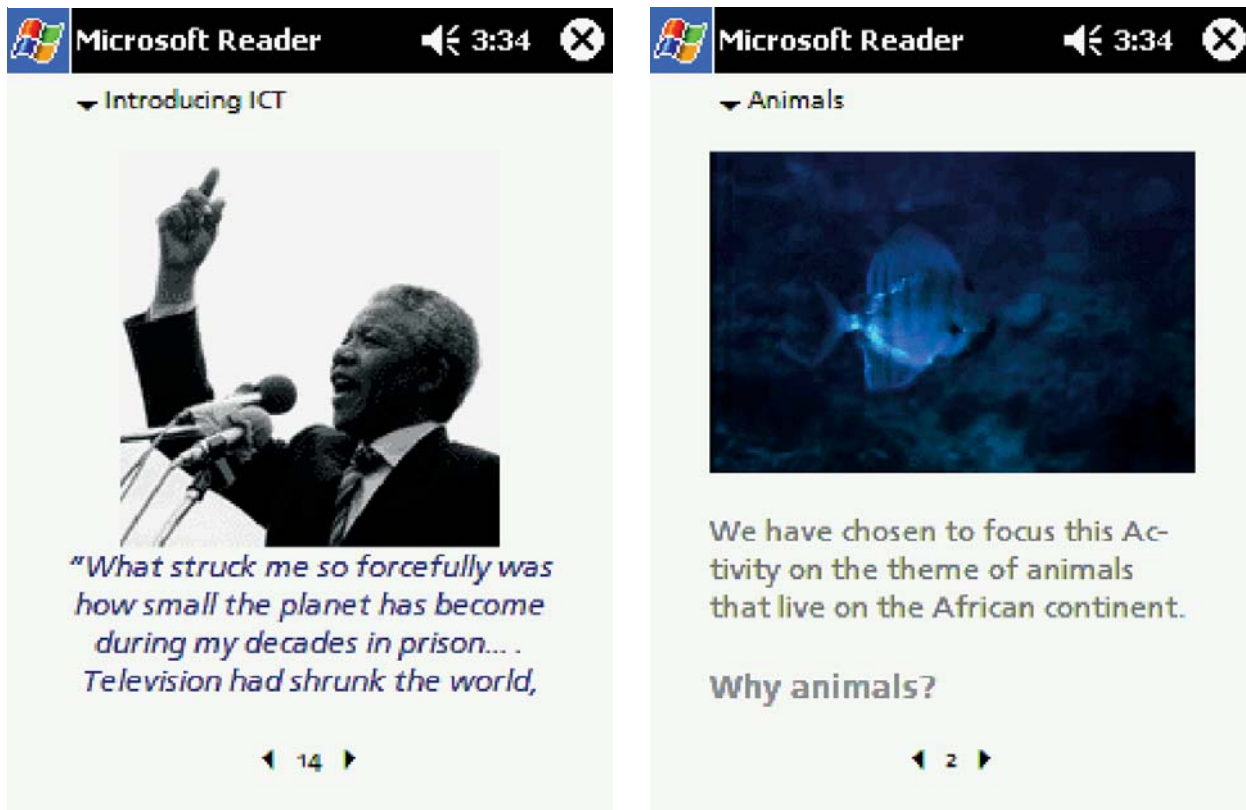 Microsoft Reader 3:34
Introducing ICT
"What struck me so forcefully was
how small the planet has become
during my decades in prison... .
Television had shrunk the world,
14
Microsoft Reader 3:34
Animals
We have chosen to focus this Ac-
tivity on the theme of animals
that live on the African continent.
Why animals?
2